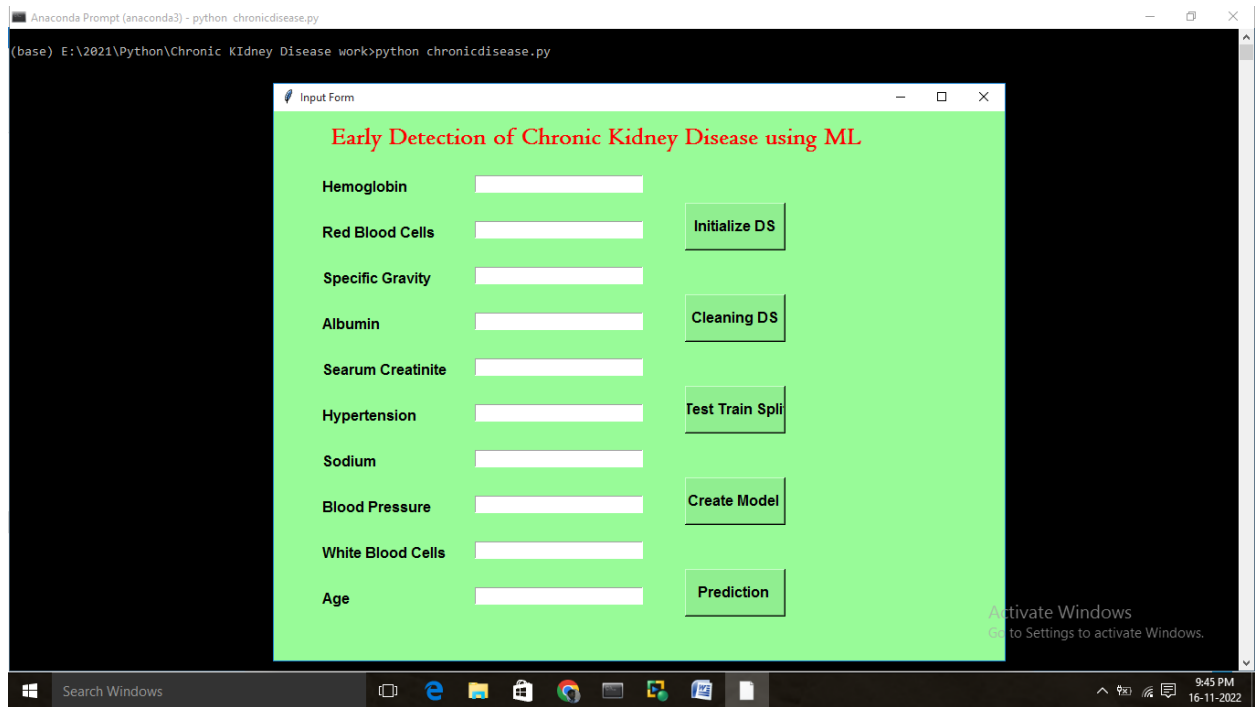 Anaconda Prompt (anaconda3) - python  chronicdisease.py
(base) E:\2021\Python\Chronic KIdney Disease work>python chronicdisease.py
Input Form
Early Detection of Chronic Kidney Disease using ML
Hemoglobin
Initialize DS
Red Blood Cells
Specific Gravity
Cleaning DS
Albumin
Searum Creatinite
Test Train Spli
Hypertension
Sodium
Create Model
Blood Pressure
White Blood Cells
Prediction
Age
Activate Windows
Go to Settings to activate Windows.
Search Windows
9:45 PM
16-11-2022